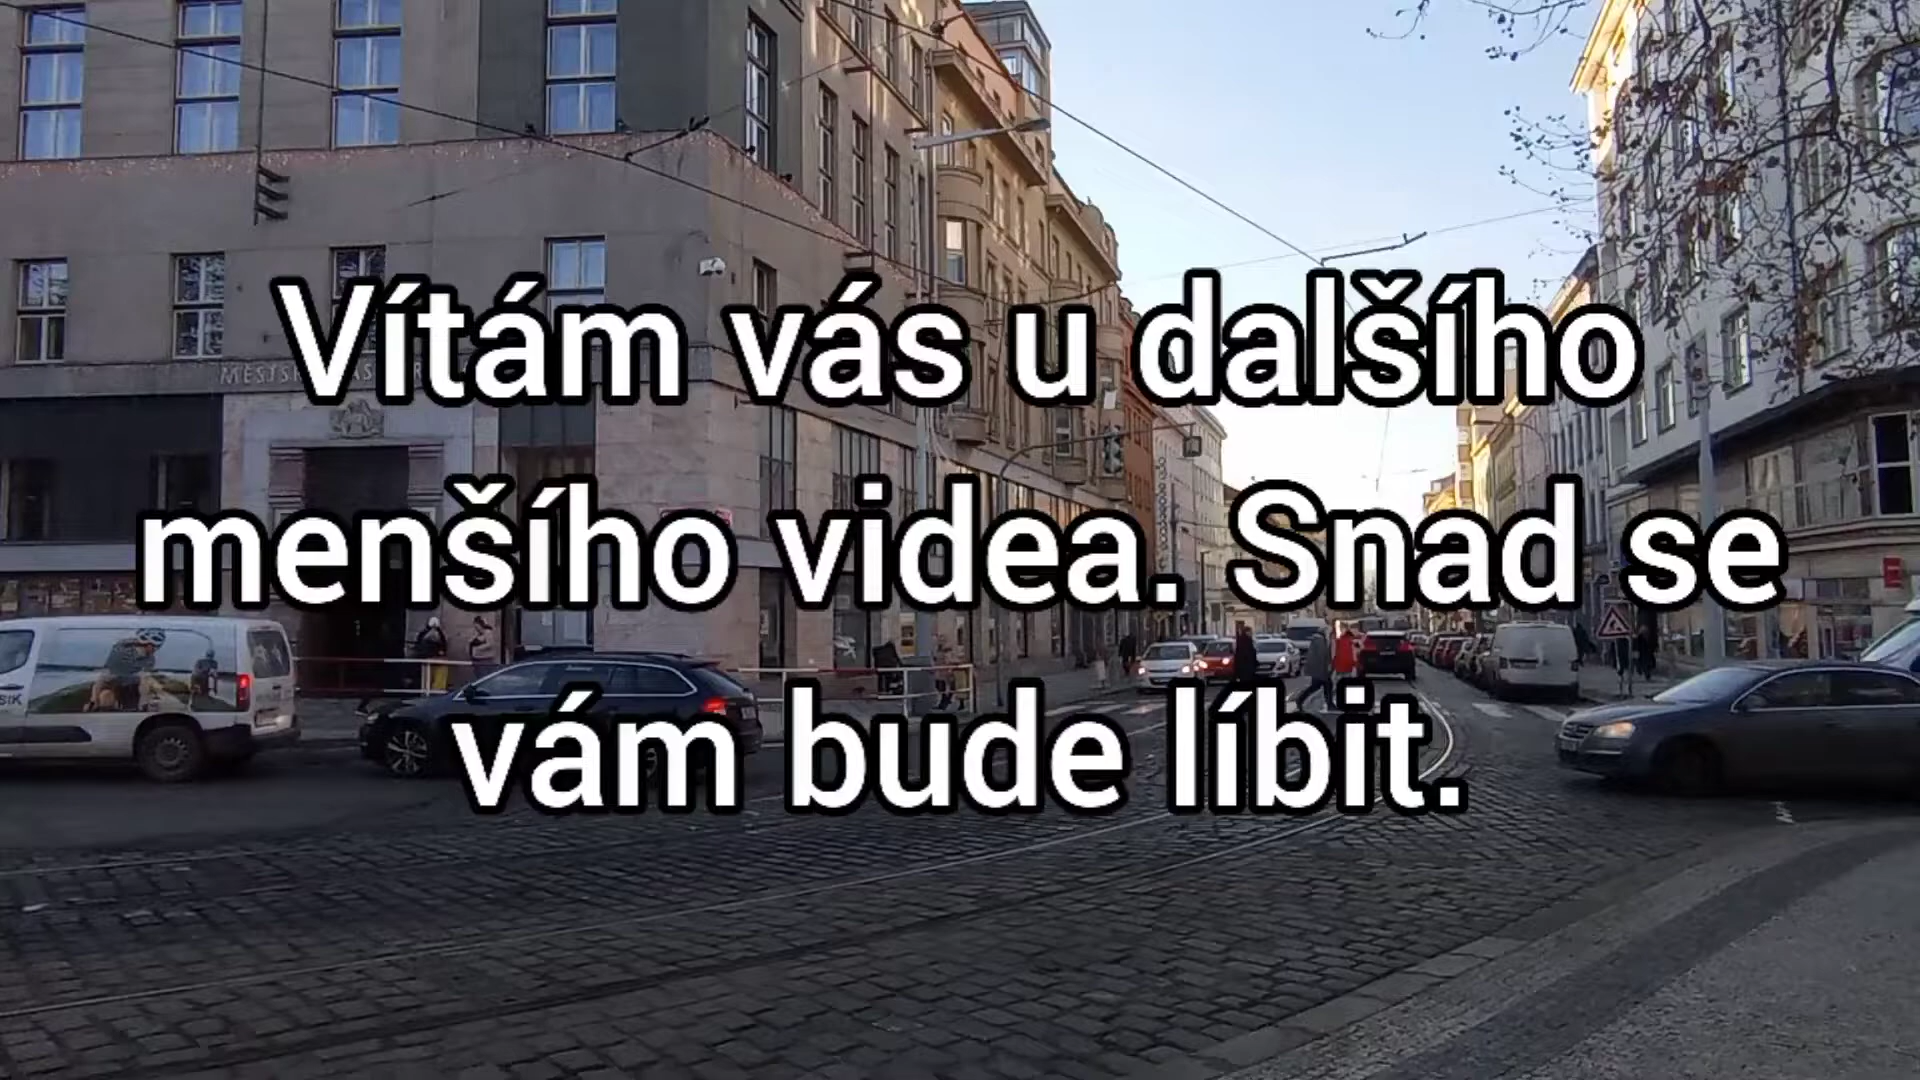 Vítám vás u dalšího
menšího videa. Snad se
vám bude líbit.